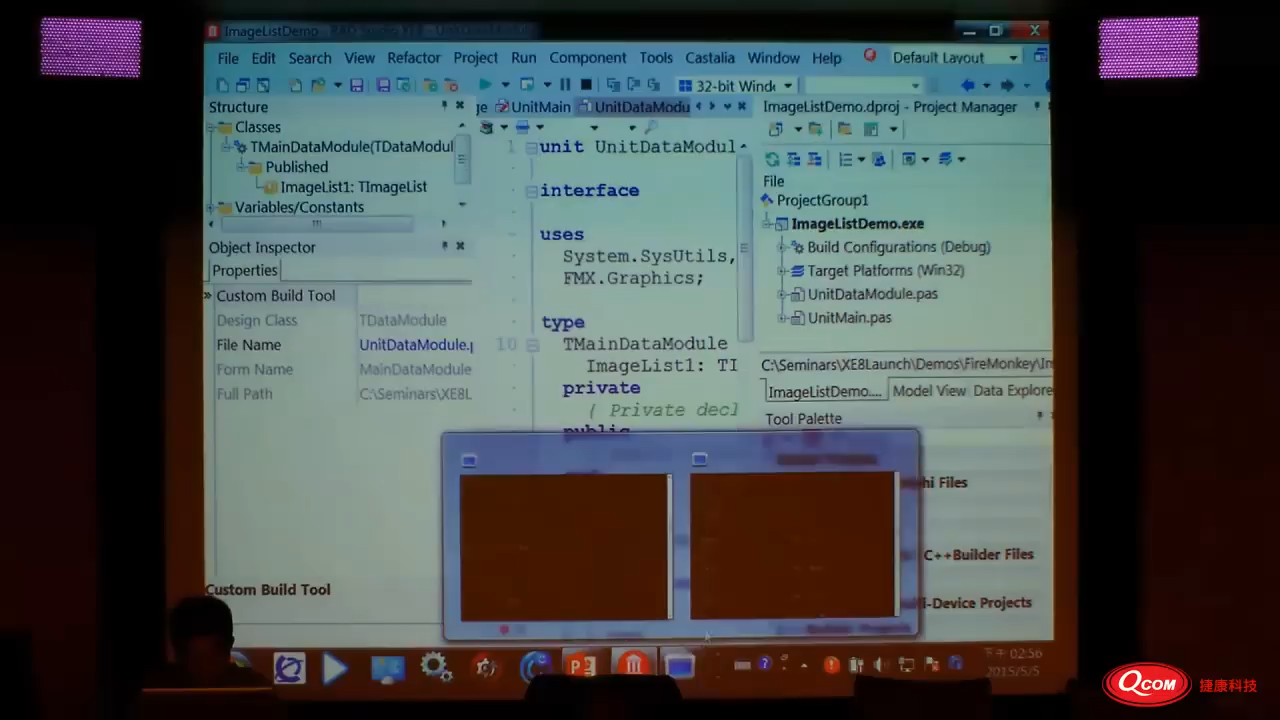 ImageListDemo
File Edit Search View Refactor Project Run Component Tools Castalia Window Help Default Layout
32-bit Wind
Structure
Classes
TMainDataModule(TDataModul
Published
ImageList1: TImageList
Variables/Constants
Object Inspector
Properties
Custom Build Tool
Design Class TDataModule
File Name UnitDataModule.p
Form Name MainDataModule
Full Path C:\Seminars\XE8L
Custom Build Tool
UnitMain UnitDataModu
1 unit UnitDataModul
interface
uses
System.SysUtils,
FMX.Graphics;
type
10 TMainDataModule
ImageList1: TI
private
{ Private decl
public
ImageListDemo.dproj - Project Manager
File
ProjectGroup1
ImageListDemo.exe
Build Configurations (Debug)
Target Platforms (Win32)
UnitDataModule.pas
UnitMain.pas
C:\Seminars\XE8Launch\Demos\FireMonkey\Im
ImageListDemo.... Model View Data Explore
Tool Palette
hi Files
C++Builder Files
i-Device Projects
下午 02:56
2015/5/5
QCOM 捷康科技